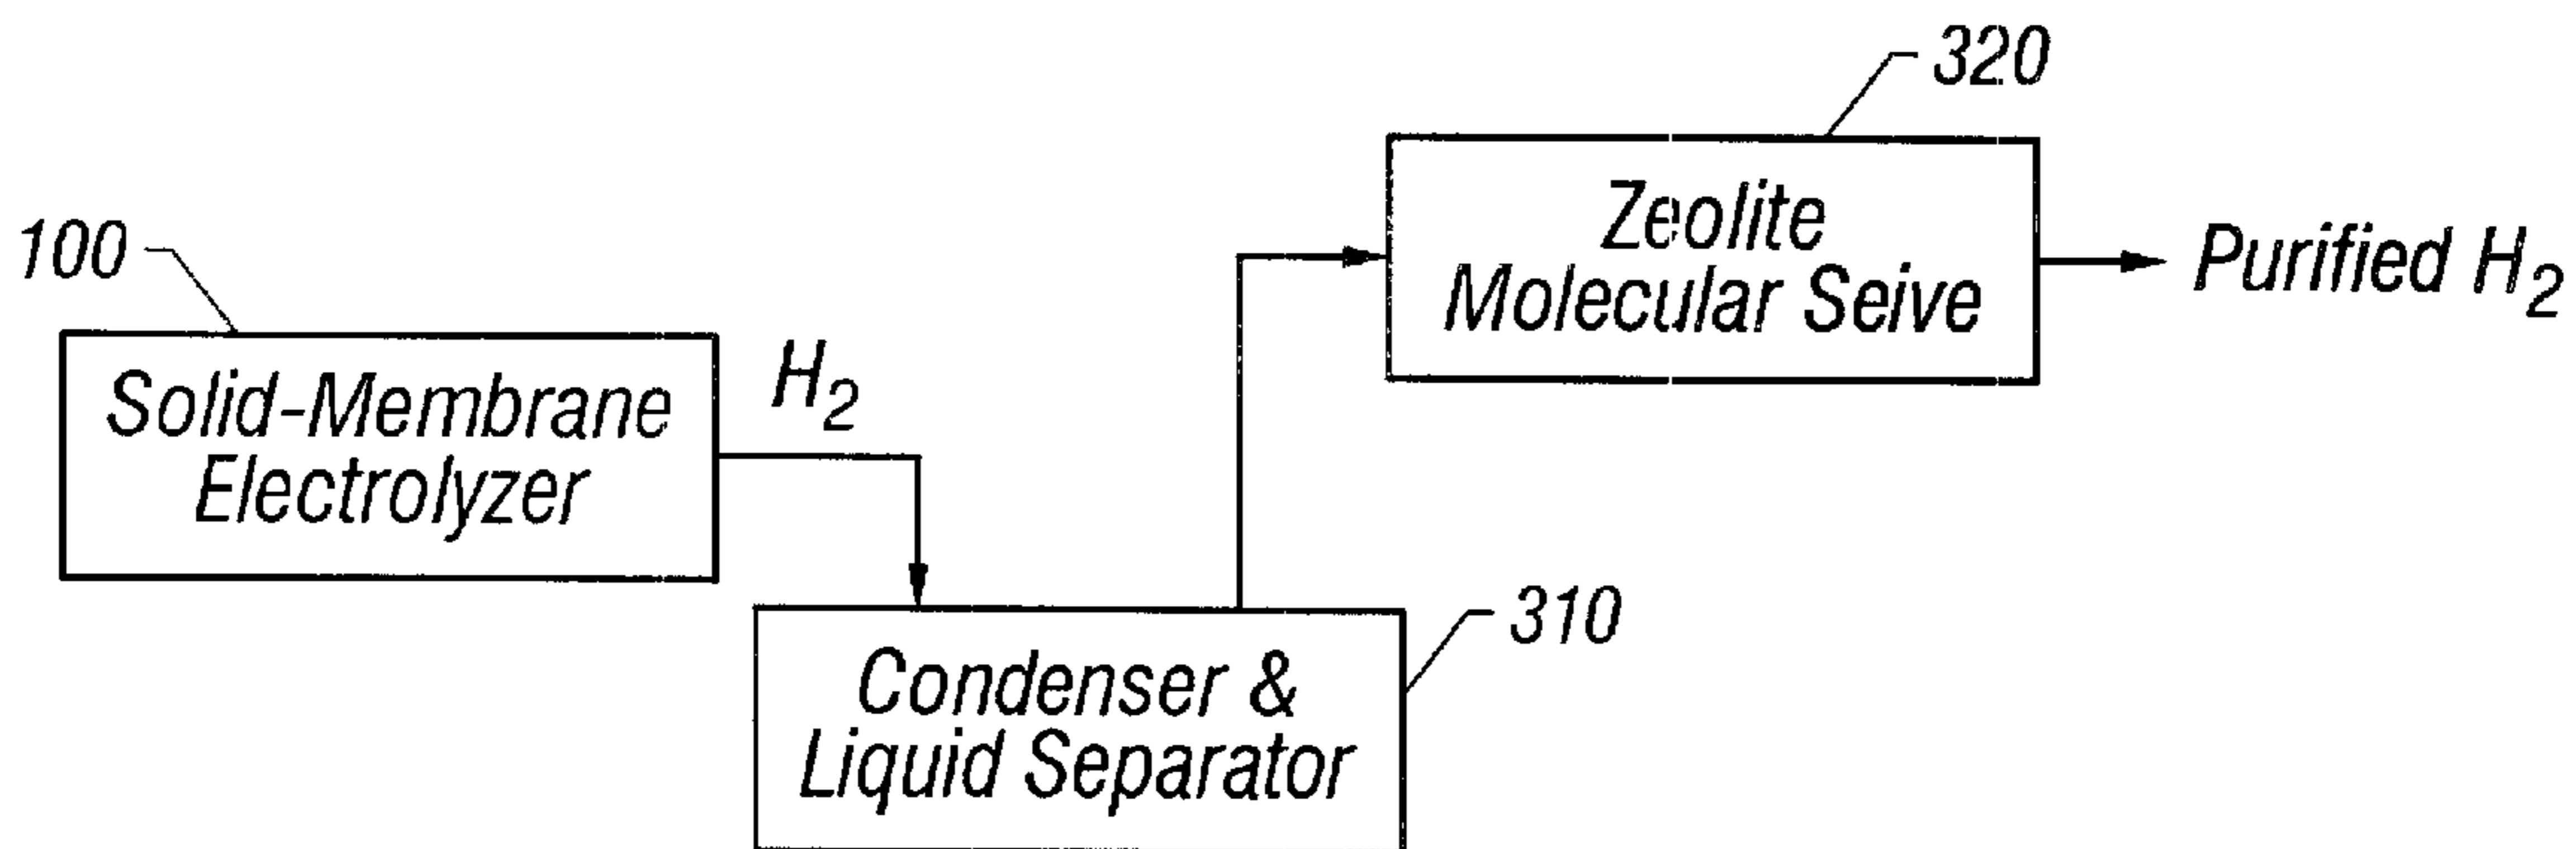 320
Zeolite
Molecular Seive
Purified H₂
100
Solid-Membrane
Electrolyzer
H₂
310
Condenser &
Liquid Separator